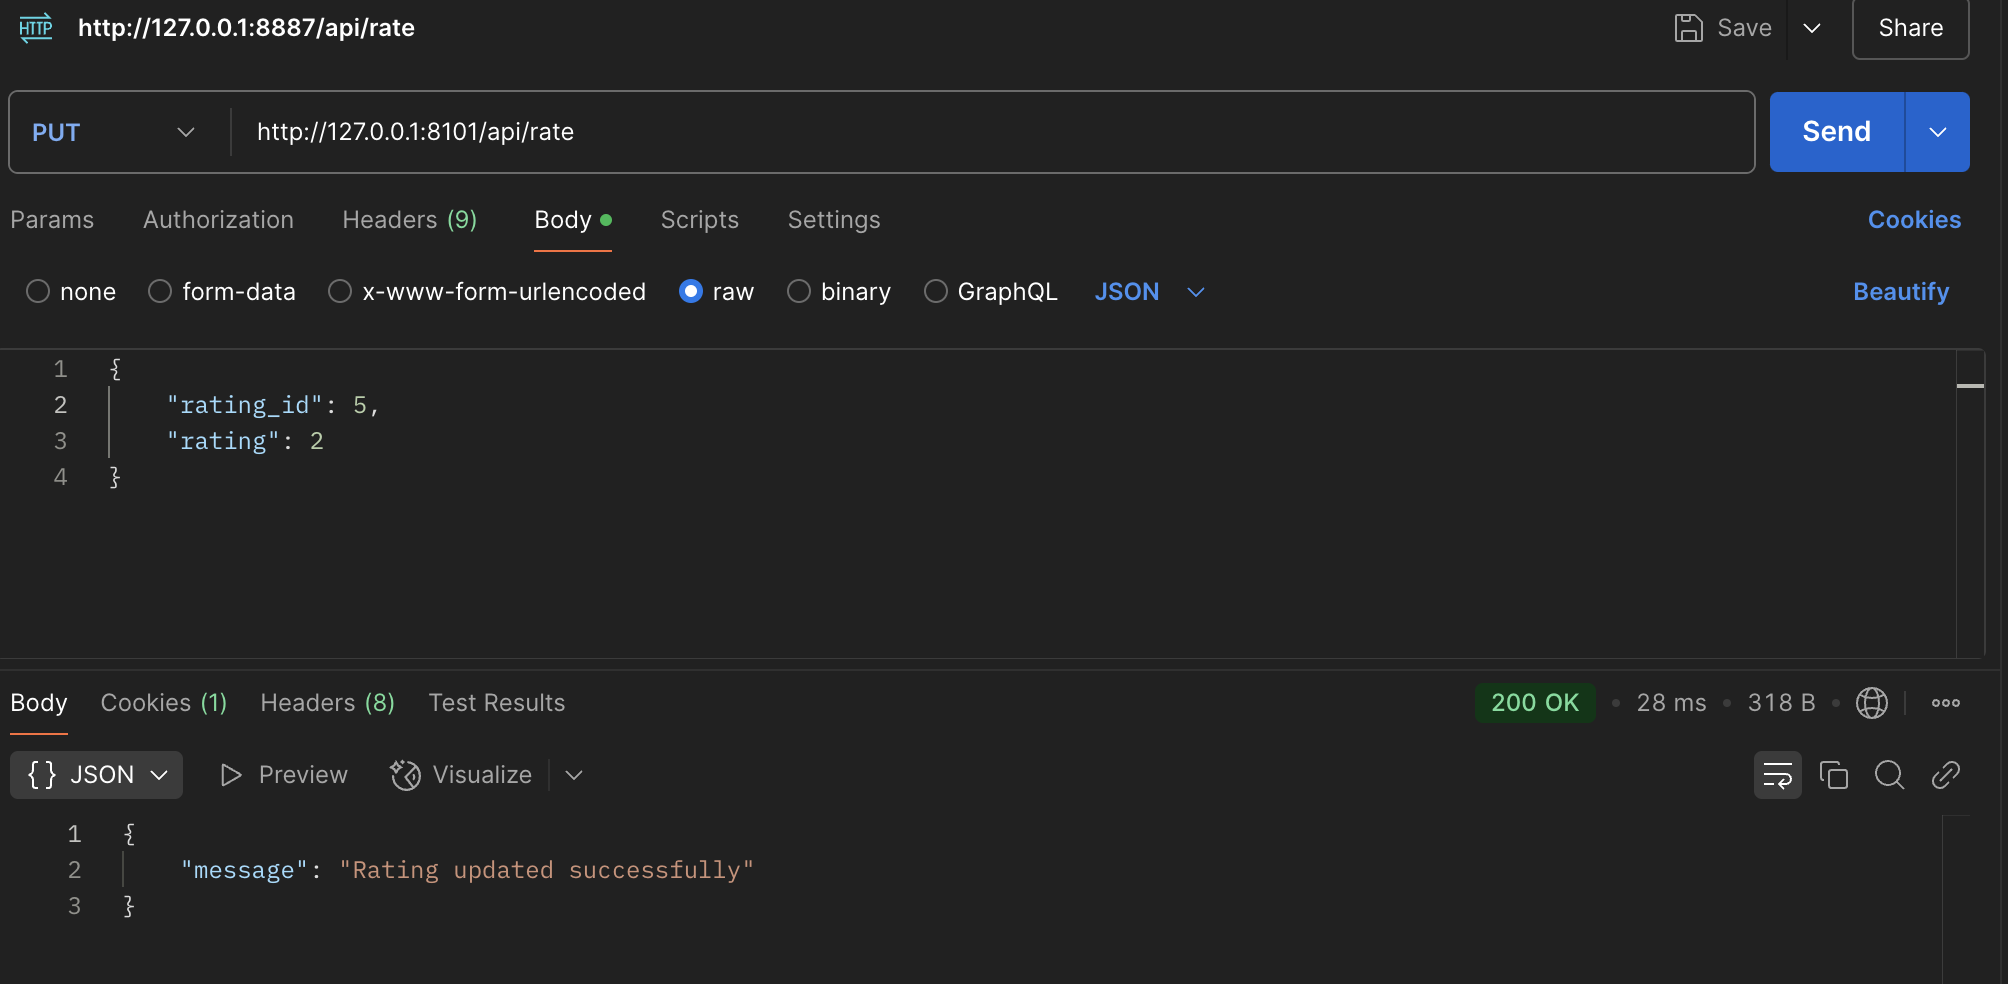 HTTP http://127.0.0.1:8887/api/rate Save Share
PUT http://127.0.0.1:8101/api/rate Send
Params Authorization Headers (9) Body Scripts Settings Cookies
none form-data x-www-form-urlencoded raw binary GraphQL JSON Beautify
1 {
2 "rating_id": 5,
3 "rating": 2
4 }
Body Cookies (1) Headers (8) Test Results 200 OK • 28 ms • 318 B •
{} JSON Preview Visualize
1 {
2 "message": "Rating updated successfully"
3 }